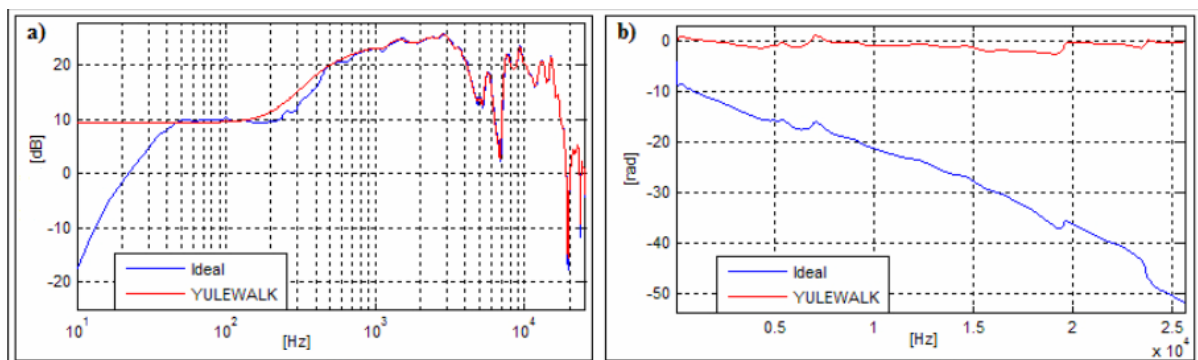 a)
20
10
0
-10
-20
[dB]
Ideal
YULEWALK
10^1
10^2
10^3
10^4
[Hz]
b)
0
-10
-20
-30
-40
-50
[rad]
Ideal
YULEWALK
0.5
1
1.5
2
2.5
x 10^4
[Hz]